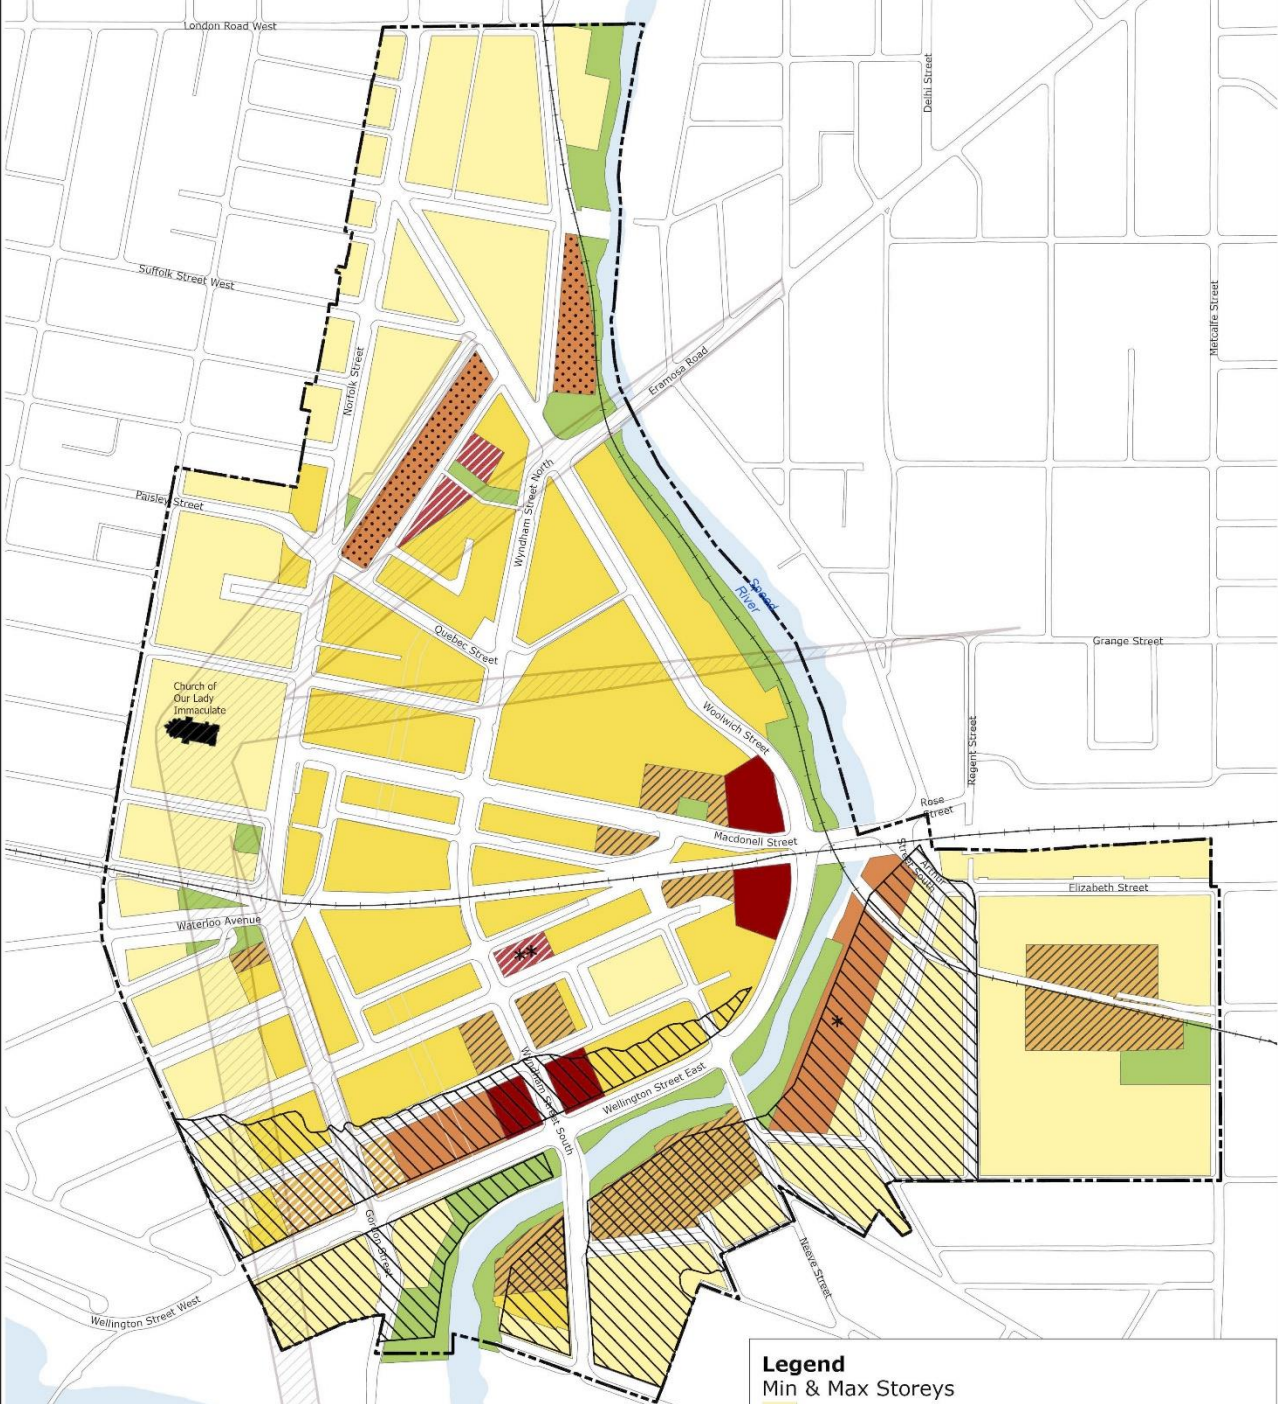 London Road West
Delhi Street
Suffolk Street West
Metcalfe Street
Norfolk Street
Eramosa Road
Paisley Street
Wyndham Street North
Speed
River
Quebec Street
Grange Street
Church of
Our Lady
Immaculate
Woolwich Street
Regent Street
Rose
Street
Macdonell Street
Arthur
Street South
Elizabeth Street
Waterloo Avenue
**
*
Wyndham Street South
Wellington Street East
Gordon Street
Neeve Street
Wellington Street West
Legend
Min & Max Storeys